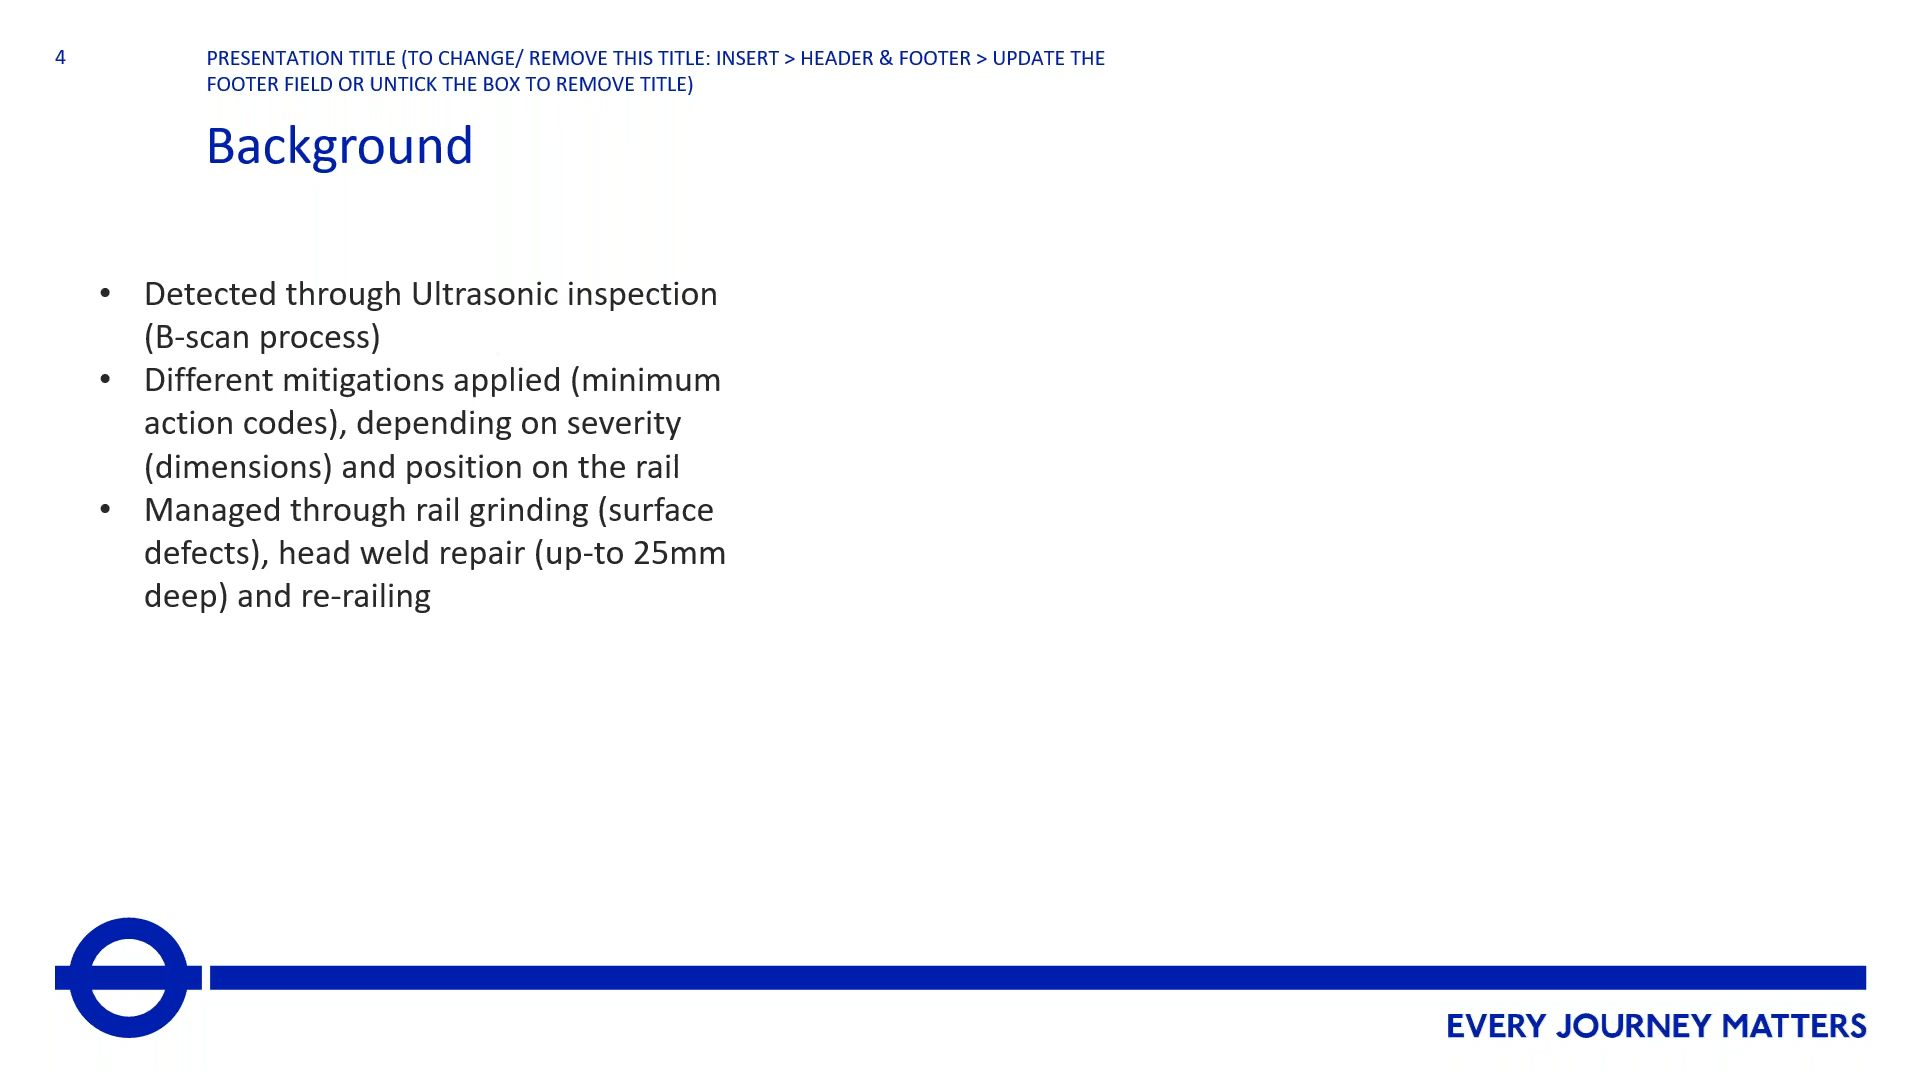 4
PRESENTATION TITLE (TO CHANGE/ REMOVE THIS TITLE: INSERT > HEADER & FOOTER > UPDATE THE
FOOTER FIELD OR UNTICK THE BOX TO REMOVE TITLE)
Background
• Detected through Ultrasonic inspection
(B-scan process)
• Different mitigations applied (minimum
action codes), depending on severity
(dimensions) and position on the rail
• Managed through rail grinding (surface
defects), head weld repair (up-to 25mm
deep) and re-railing
EVERY JOURNEY MATTERS